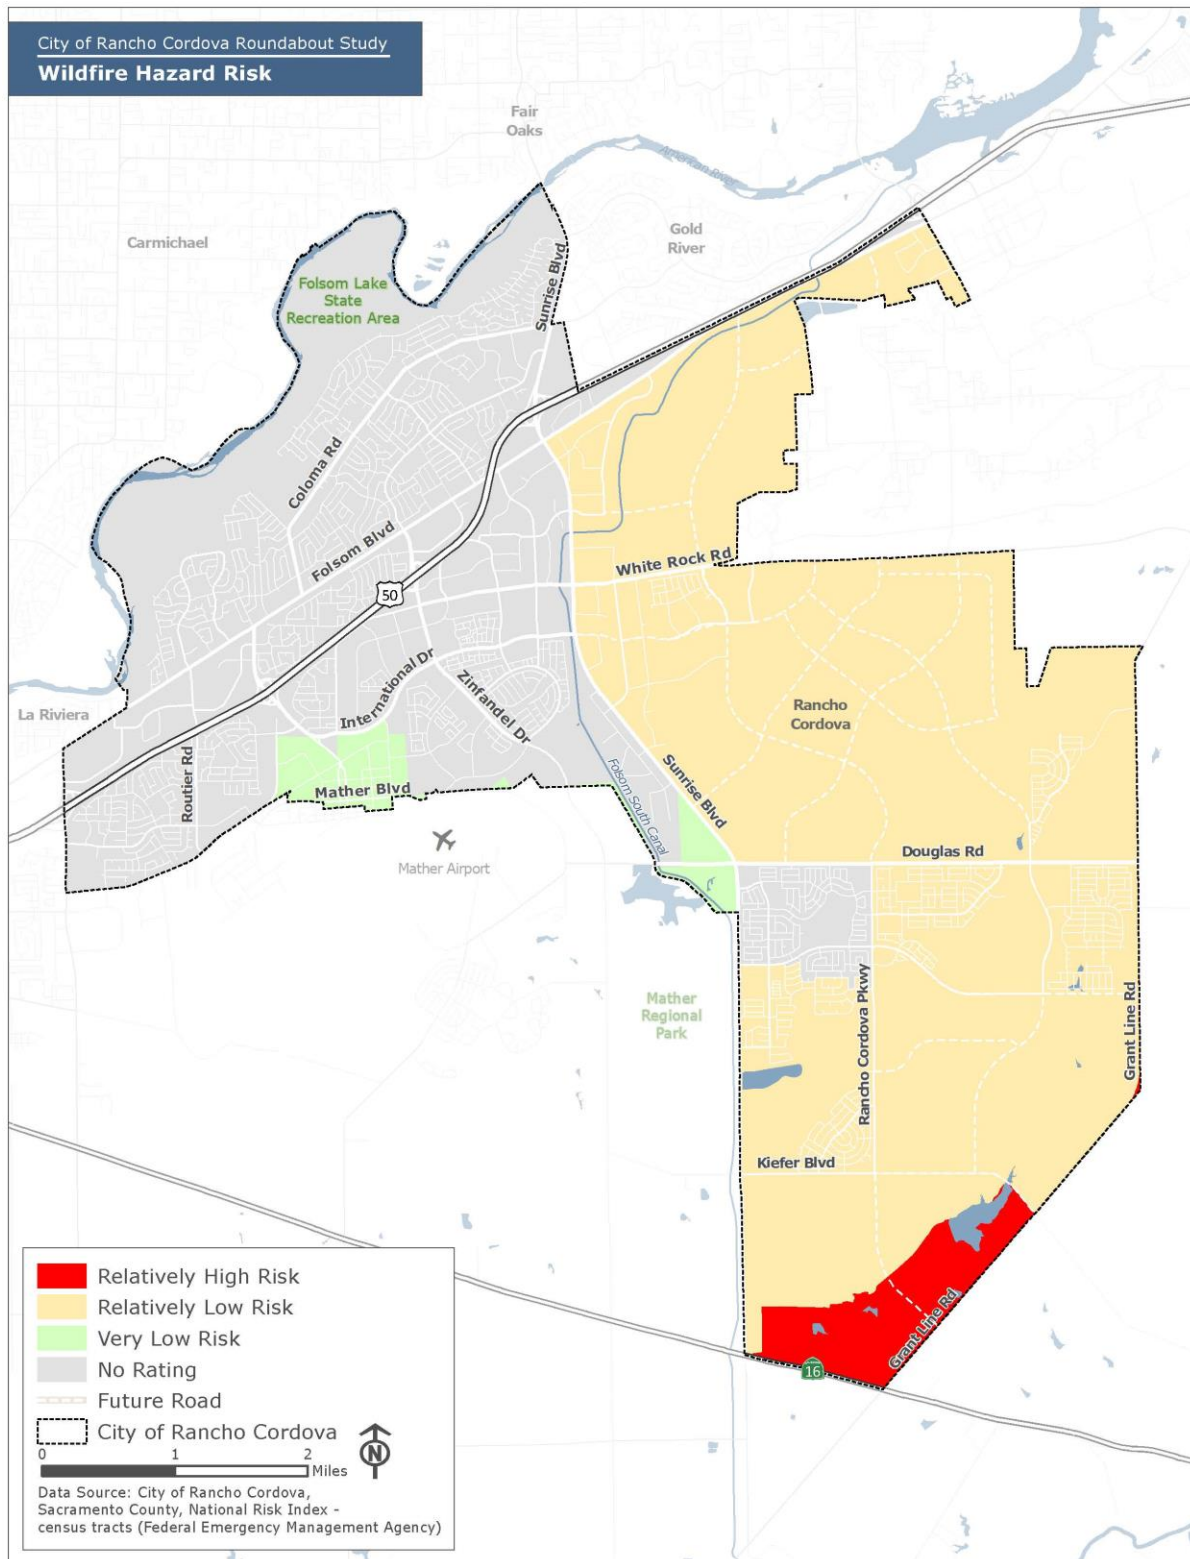 City of Rancho Cordova Roundabout Study
Wildfire Hazard Risk
Fair
Oaks
American River
Carmichael
Gold
River
Folsom Lake
State
Recreation Area
Sunrise Blvd
Coloma Rd
Folsom Blvd
White Rock Rd
50
International Dr
Zinfandel Dr
La Riviera
Rancho
Cordova
Routier Rd
Mather Blvd
Folsom South Canal
Sunrise Blvd
Mather Airport
Douglas Rd
Mather
Regional
Park
Rancho Cordova Pkwy
Grant Line Rd
Kiefer Blvd
Grant Line Rd
16
Relatively High Risk
Relatively Low Risk
Very Low Risk
No Rating
Future Road
City of Rancho Cordova
N
0 1 2
Miles
Data Source: City of Rancho Cordova,
Sacramento County, National Risk Index -
census tracts (Federal Emergency Management Agency)